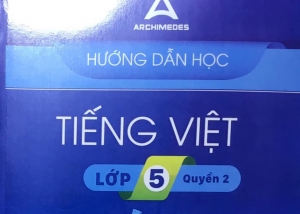 ARCHIMEDES
HƯỚNG DẪN HỌC
TIẾNG VIỆT
LỚP 5 Quyển 2